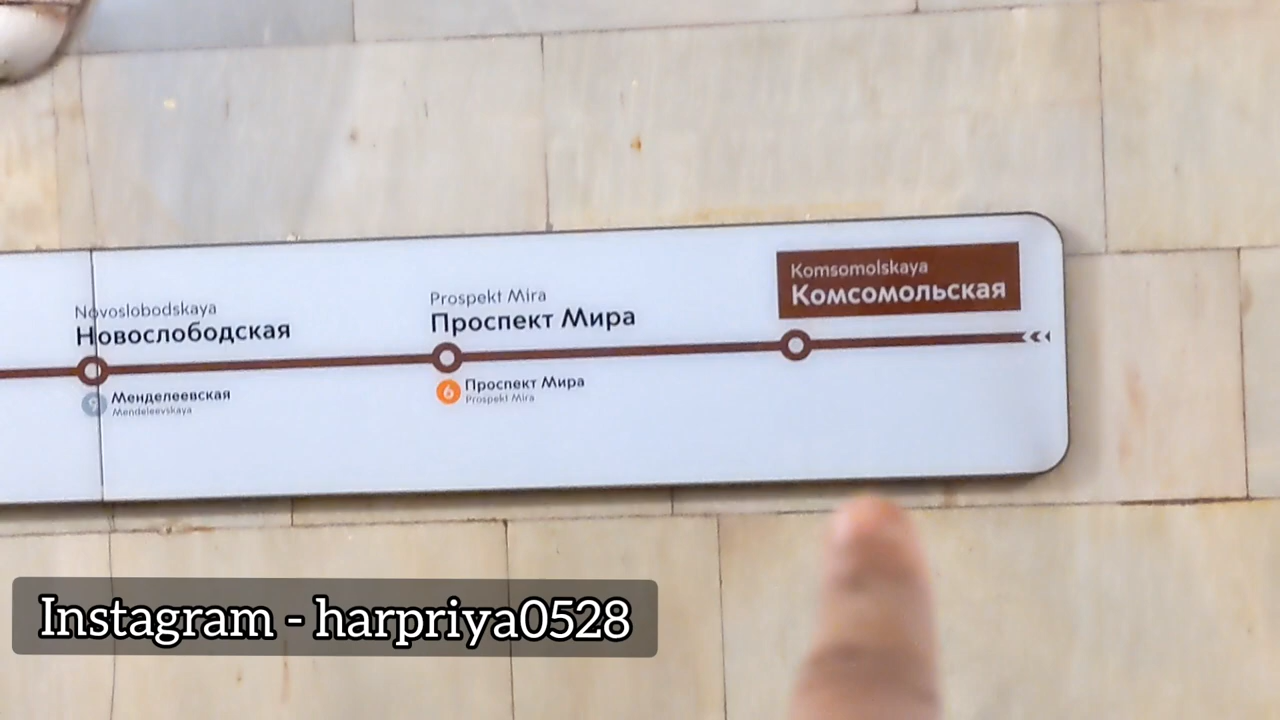 Novoslobodskaya
Новослободская
9 Менделеевская
Mendeleevskaya
Prospekt Mira
Проспект Мира
6 Проспект Мира
Prospekt Mira
Komsomolskaya
Комсомольская
Instagram - harpriya0528